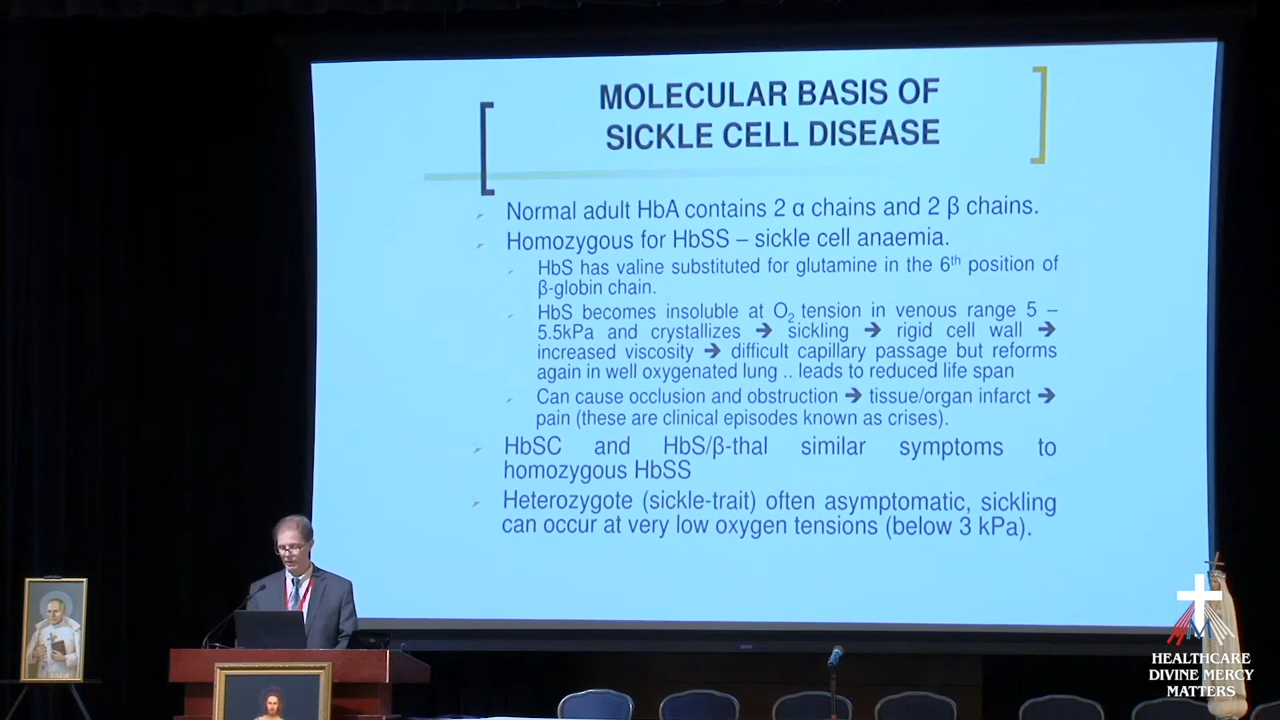 MOLECULAR BASIS OF
SICKLE CELL DISEASE
Normal adult HbA contains 2 α chains and 2 β chains.
Homozygous for HbSS – sickle cell anaemia.
HbS has valine substituted for glutamine in the 6th position of
β-globin chain.
HbS becomes insoluble at O2 tension in venous range 5 –
5.5kPa and crystallizes ➔ sickling ➔ rigid cell wall ➔
increased viscosity ➔ difficult capillary passage but reforms
again in well oxygenated lung .. leads to reduced life span
Can cause occlusion and obstruction ➔ tissue/organ infarct ➔
pain (these are clinical episodes known as crises).
HbSC and HbS/β-thal similar symptoms to
homozygous HbSS
Heterozygote (sickle-trait) often asymptomatic, sickling
can occur at very low oxygen tensions (below 3 kPa).
HEALTHCARE
DIVINE MERCY
MATTERS